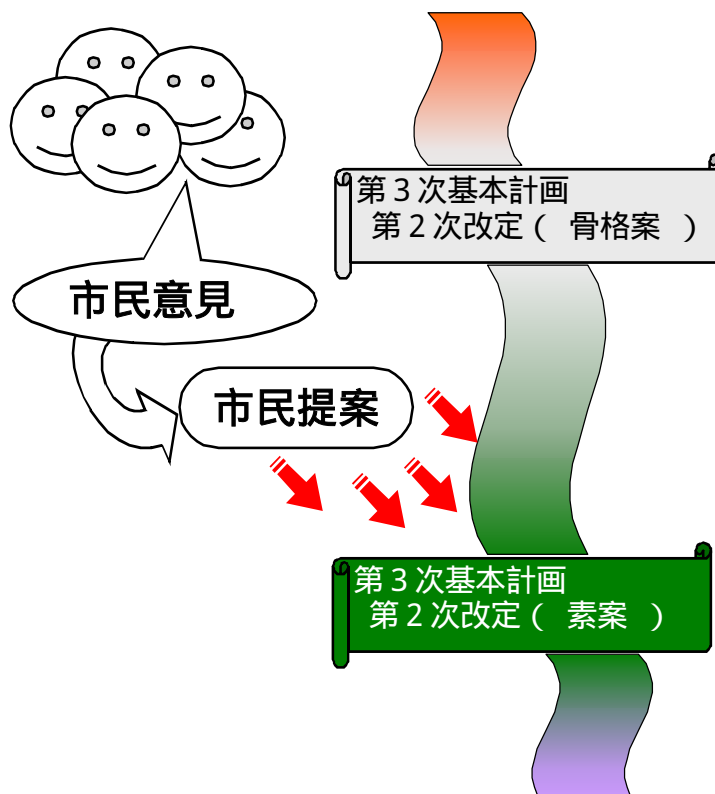 第３次基本計画
第２次改定（ 骨格案 ）
市民意見
市民提案
第３次基本計画
第２次改定（ 素案 ）